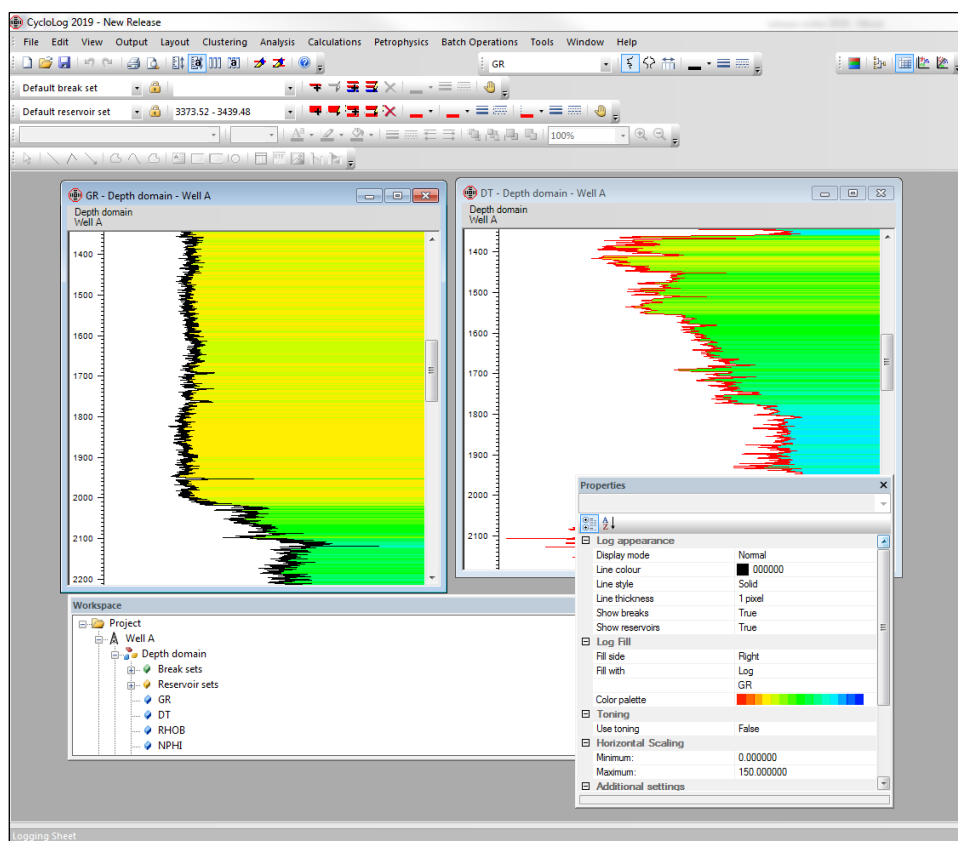 CycloLog 2019 - New Release
File Edit View Output Layout Clustering Analysis Calculations Petrophysics Batch Operations Tools Window Help
GR
Default break set
Default reservoir set 3373.52 - 3439.48
100%
GR - Depth domain - Well A
Depth domain
Well A
1400
1500
1600
1700
1800
1900
2000
2100
2200
DT - Depth domain - Well A
Depth domain
Well A
1400
1500
1600
1700
1800
1900
2000
2100
Workspace
Project
Well A
Depth domain
Break sets
Reservoir sets
GR
DT
RHOB
NPHI
Properties
Log appearance
Display mode Normal
Line colour 000000
Line style Solid
Line thickness 1 pixel
Show breaks True
Show reservoirs True
Log Fill
Fill side Right
Fill with Log
GR
Color palette
Toning
Use toning False
Horizontal Scaling
Minimum: 0.000000
Maximum: 150.000000
Additional settings
Logging Sheet